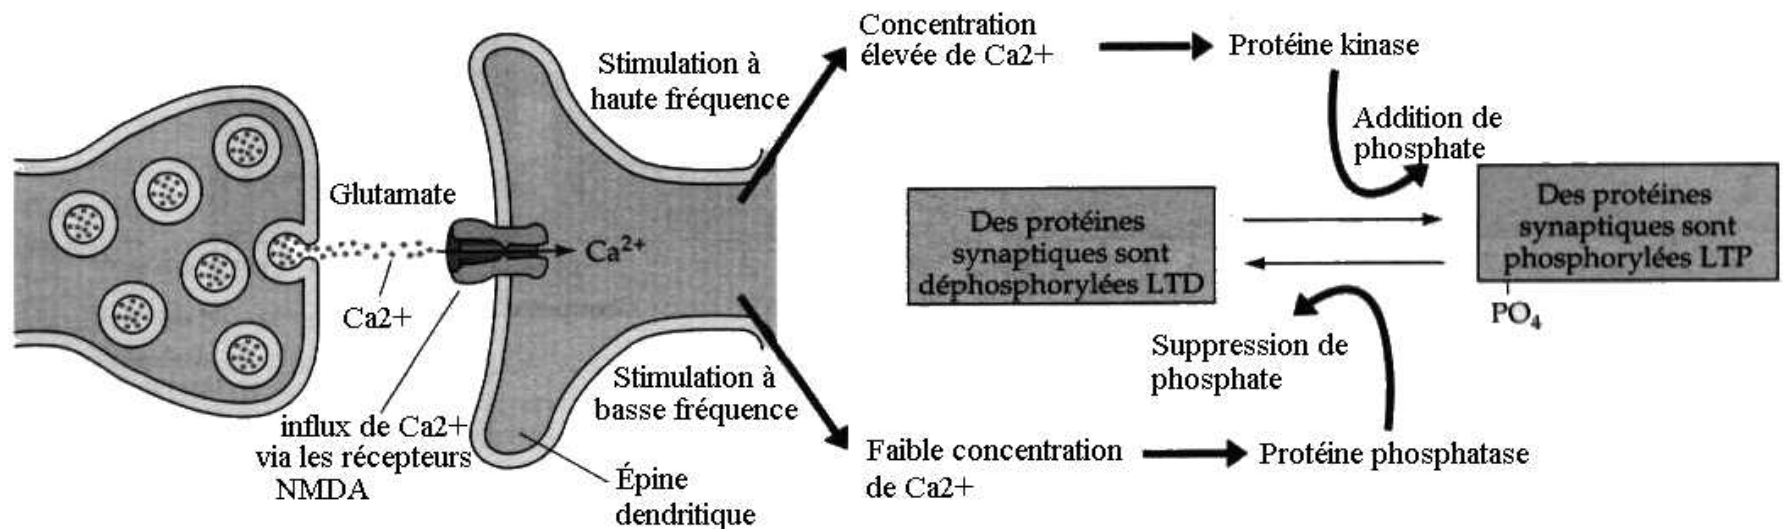 Concentration
élevée de Ca2+
Protéine kinase
Stimulation à
haute fréquence
Addition de
phosphate
Glutamate
Ca²⁺
Ca2+
Des protéines
synaptiques sont
déphosphorylées LTD
Des protéines
synaptiques sont
phosphorylées LTP
PO₄
Suppression de
phosphate
Stimulation à
basse fréquence
influx de Ca2+
via les récepteurs
NMDA
Épine
dendritique
Faible concentration
de Ca2+
Protéine phosphatase